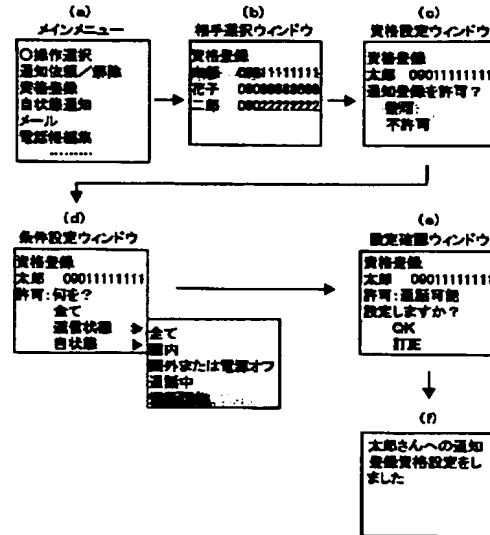 (a)
メインメニュー
〇操作選択
通知依頼/解除
資格登録
自状態通知
メール
電話帳編集
………
(b)
相手選択ウィンドウ
資格登録
太郎 09011111111
花子
二郎 09022222222
(c)
資格設定ウィンドウ
資格登録
太郎 09011111111
通知登録を許可?
許可
不許可
(d)
条件設定ウィンドウ
資格登録
太郎 09011111111
許可:何を?
全て
通信状態 ▶
自状態 ▶
全て
圏内
圏外または電源オフ
通話中
(e)
設定確認ウィンドウ
資格登録
太郎 09011111111
許可:通話可能
設定しますか?
OK
訂正
(f)
太郎さんへの通知
登録資格設定をし
ました